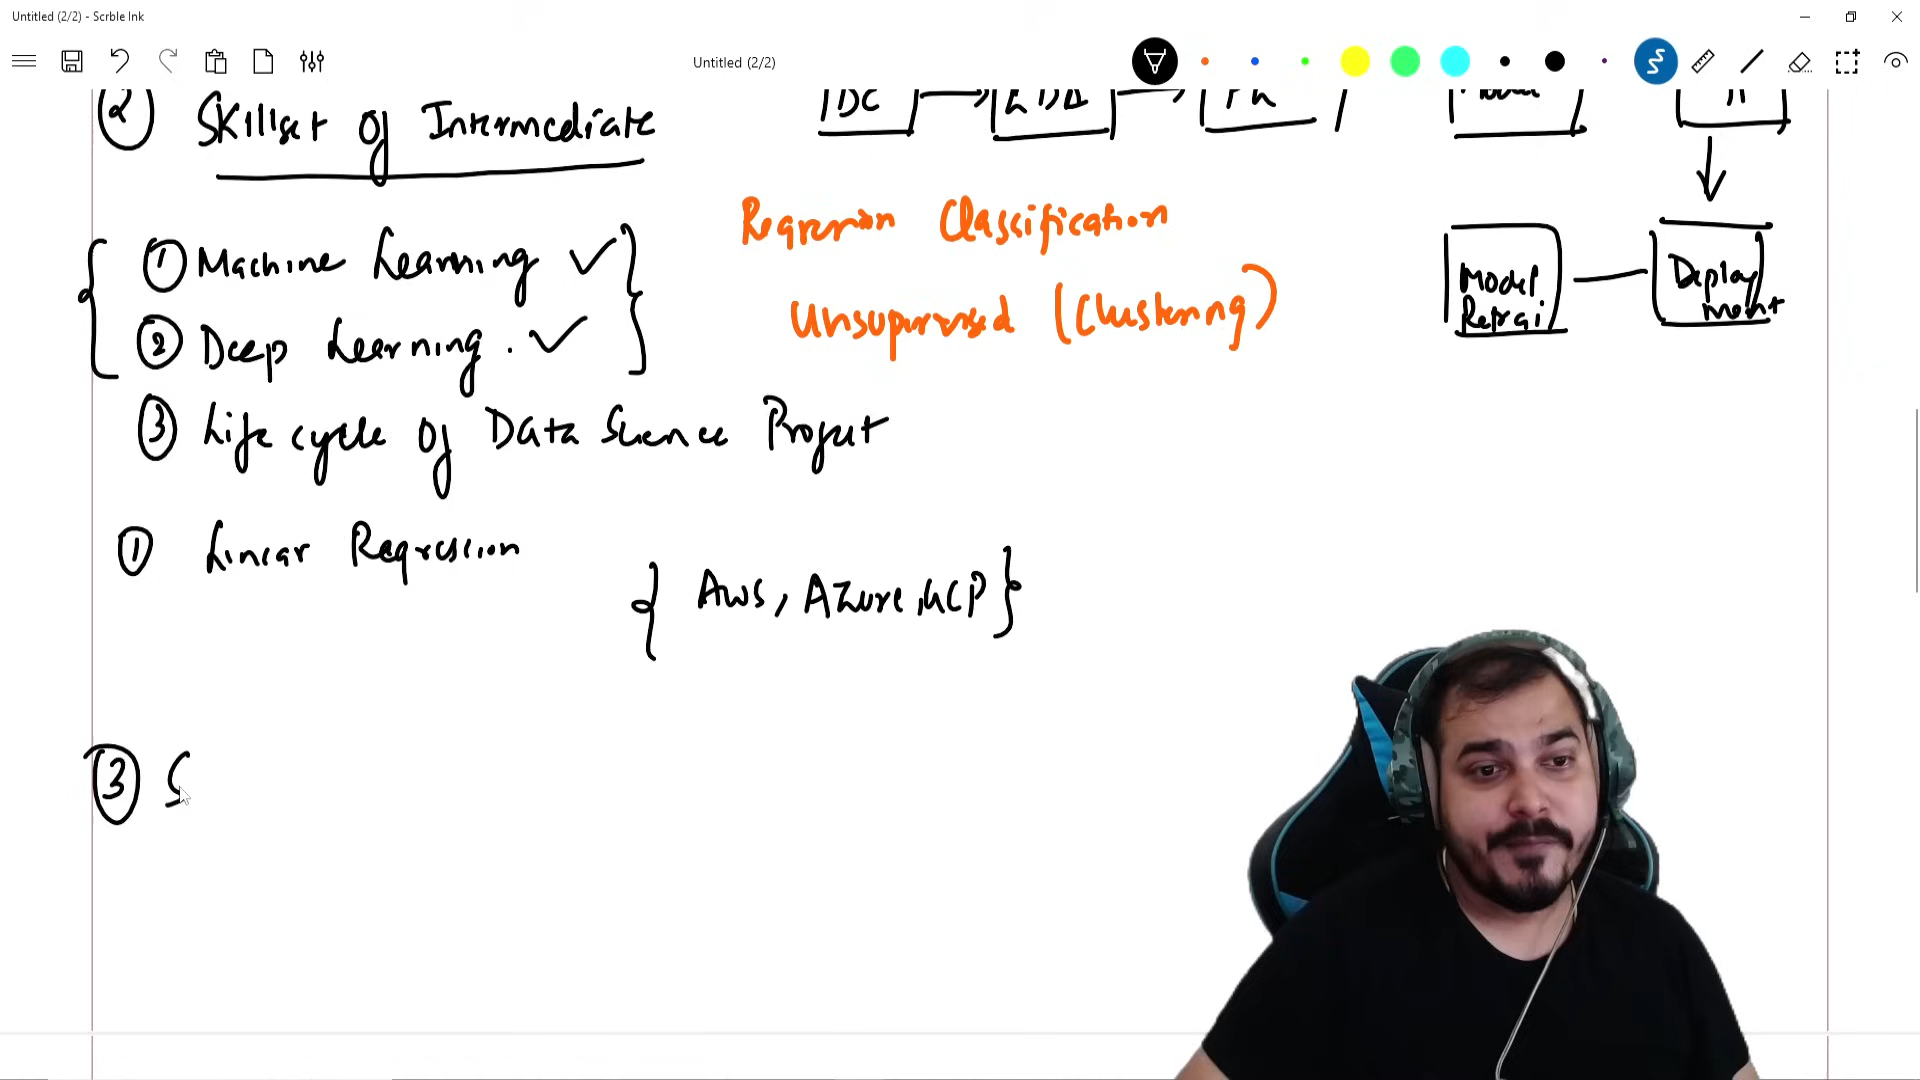 Untitled (2/2) - Scrble Ink
Untitled (2/2)
② Skillset of Intermediate
EDA
Regression Classification
Unsupervised (Clustering)
① Machine Learning ✓
② Deep Learning. ✓
③ Life cycle of Data Science Project
Model Retrai
Deployment
① Linear Regression
{ Aws, AZure, GCP }
③ S